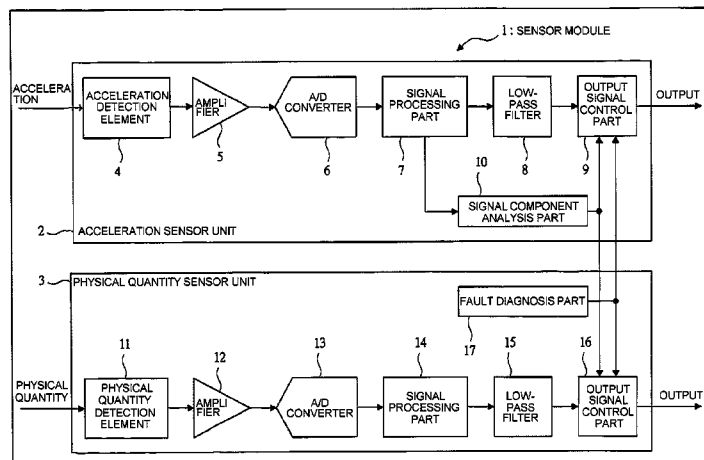 1: SENSOR MODULE
ACCELERA
TION
ACCELERATION
DETECTION
ELEMENT
4
AMPLI
FIER
5
A/D
CONVERTER
6
SIGNAL
PROCESSING
PART
7
LOW-
PASS
FILTER
8
OUTPUT
SIGNAL
CONTROL
PART
9
OUTPUT
10
SIGNAL COMPONENT
ANALYSIS PART
2
ACCELERATION SENSOR UNIT
3
PHYSICAL QUANTITY SENSOR UNIT
FAULT DIAGNOSIS PART
17
PHYSICAL
QUANTITY
11
PHYSICAL
QUANTITY
DETECTION
ELEMENT
12
AMPLI
FIER
13
A/D
CONVERTER
14
SIGNAL
PROCESSING
PART
15
LOW-
PASS
FILTER
16
OUTPUT
SIGNAL
CONTROL
PART
OUTPUT